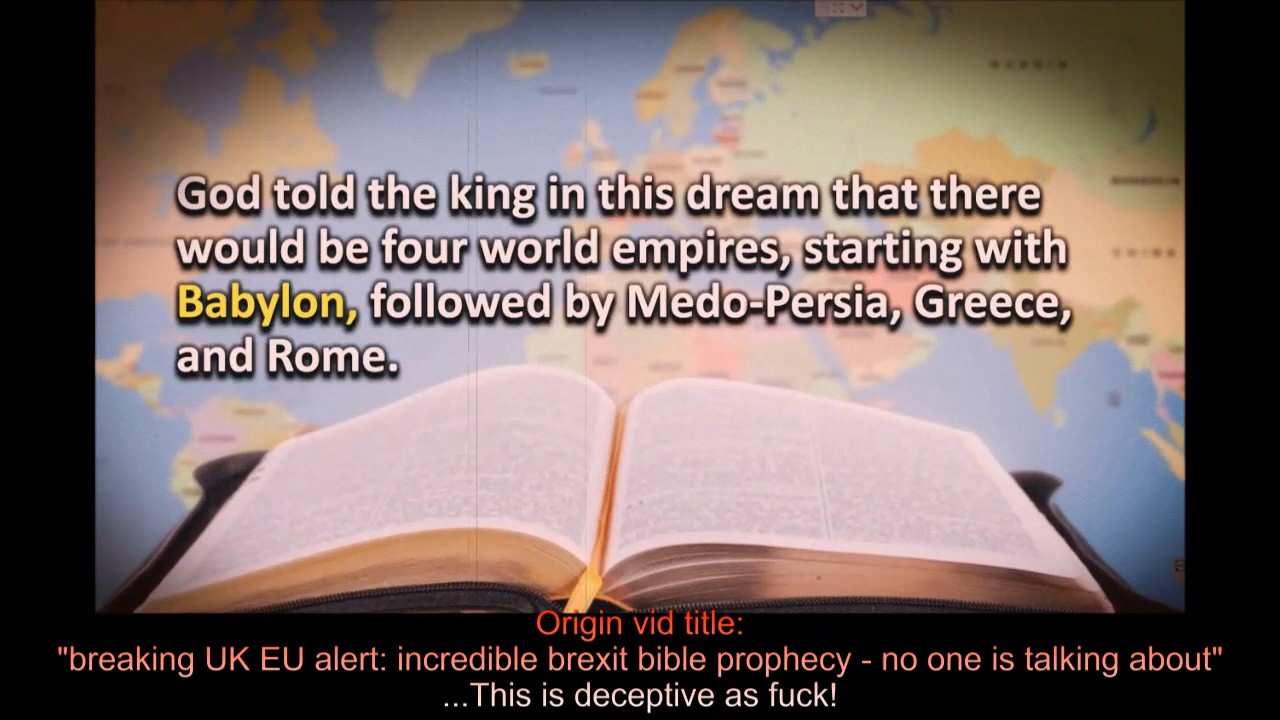 God told the king in this dream that there
would be four world empires, starting with
Babylon, followed by Medo-Persia, Greece,
and Rome.
Origin vid title:
"breaking UK EU alert: incredible brexit bible prophecy - no one is talking about"
...This is deceptive as fuck!